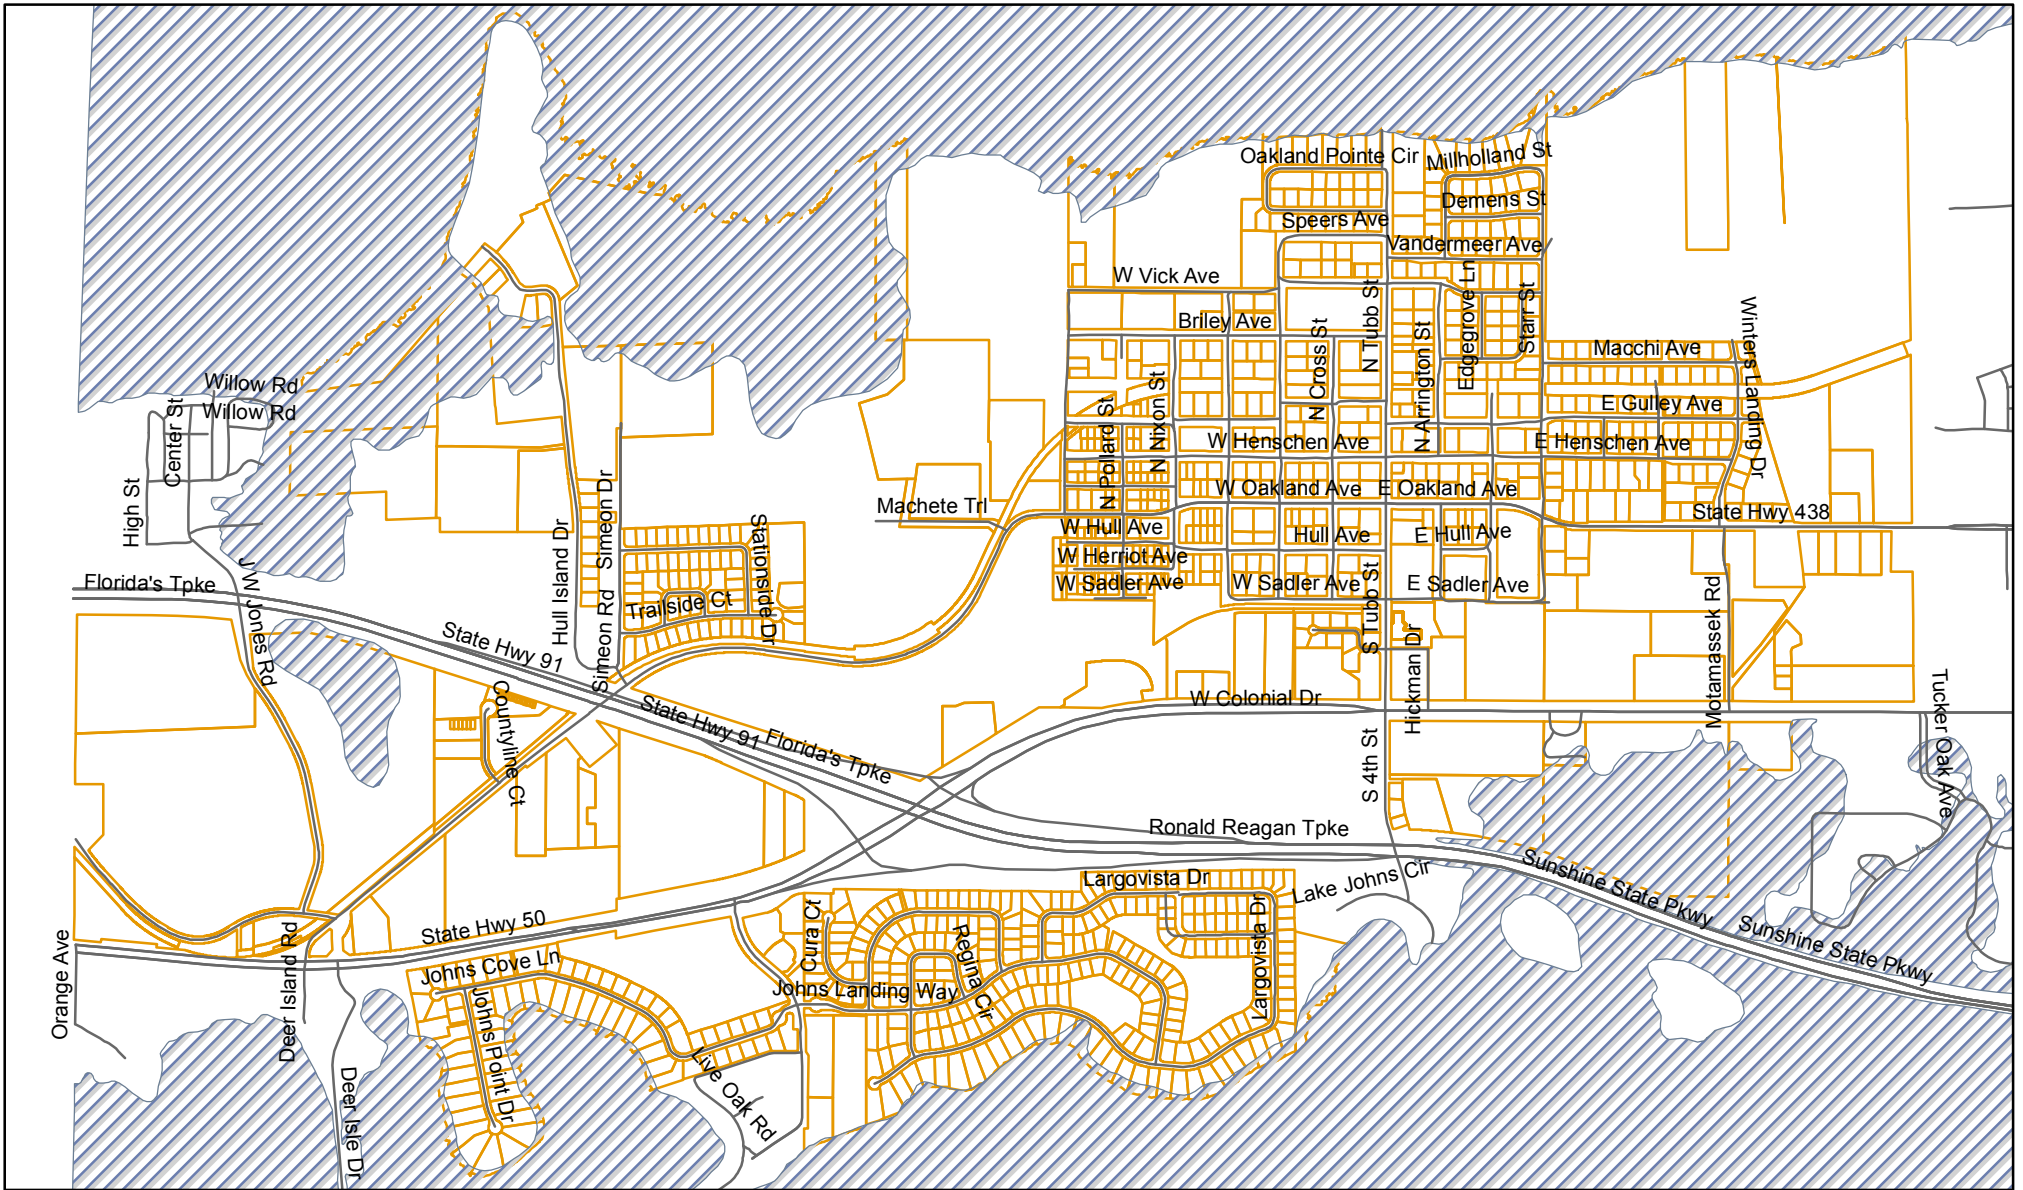 Oakland Pointe Cir
Millholland St
Demens St
Speers Ave
Vandermeer Ave
W Vick Ave
Edgegrove Ln
N Tubb St
Starr St
Briley Ave
N Cross St
N Arrington St
Winters Landing Dr
Macchi Ave
Willow Rd
Willow Rd
Center St
N Nixon St
N Pollard St
E Gulley Ave
W Henschen Ave
E Henschen Ave
High St
W Oakland Ave
E Oakland Ave
Machete Trl
State Hwy 438
Simeon Dr
Hull Island Dr
Stationside Dr
W Hull Ave
Hull Ave
E Hull Ave
W Herriot Ave
W Sadler Ave
W Sadler Ave
E Sadler Ave
Florida's Tpke
J W Jones Rd
Trailside Ct
Simeon Rd
S Tubb St
Hickman Dr
Motamassek Rd
State Hwy 91
Countyline Ct
State Hwy 91
Florida's Tpke
W Colonial Dr
Tucker Oak Ave
S 4th St
Ronald Reagan Tpke
Sunshine State Pkwy
Sunshine State Pkwy
Lake Johns Cir
Largovista Dr
Largovista Dr
Cura Ct
Regina Cir
State Hwy 50
Orange Ave
Deer Island Rd
Johns Cove Ln
Johns Landing Way
Johns Point Dr
Live Oak Rd
Deer Isle Dr